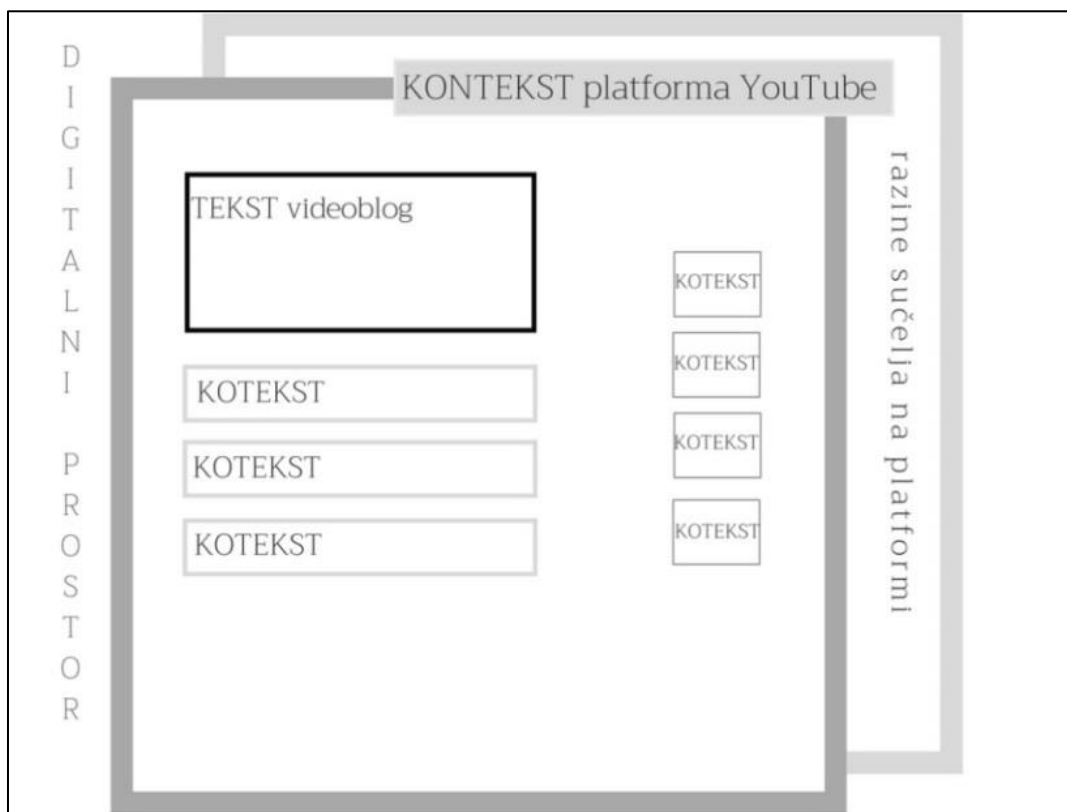 DIGITALNI PROSTOR
KONTEKST platforma YouTube
TEKST videoblog
KOTEKST
KOTEKST
KOTEKST
KOTEKST
KOTEKST
KOTEKST
KOTEKST
razine sučelja na platformi